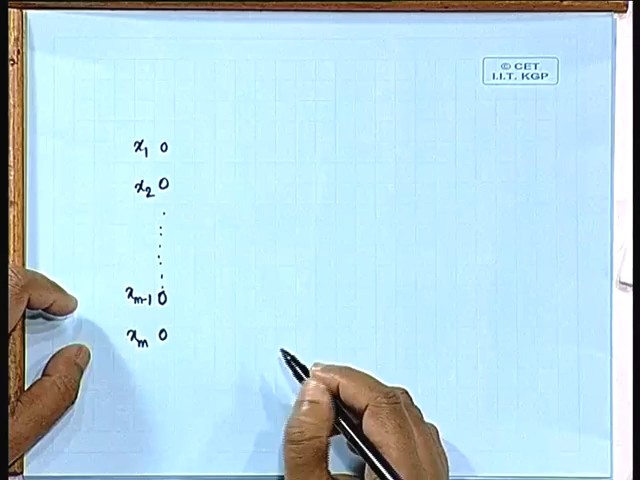 © CET
I.I.T. KGP
x₁ o
x₂ o
xₘ₋₁ o
xₘ o